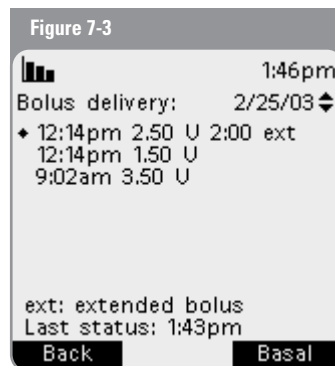 Figure 7-3
1:46pm
Bolus delivery: 2/25/03
12:14pm 2.50 U 2:00 ext
12:14pm 1.50 U
9:02am 3.50 U
ext: extended bolus
Last status: 1:43pm
Back Basal